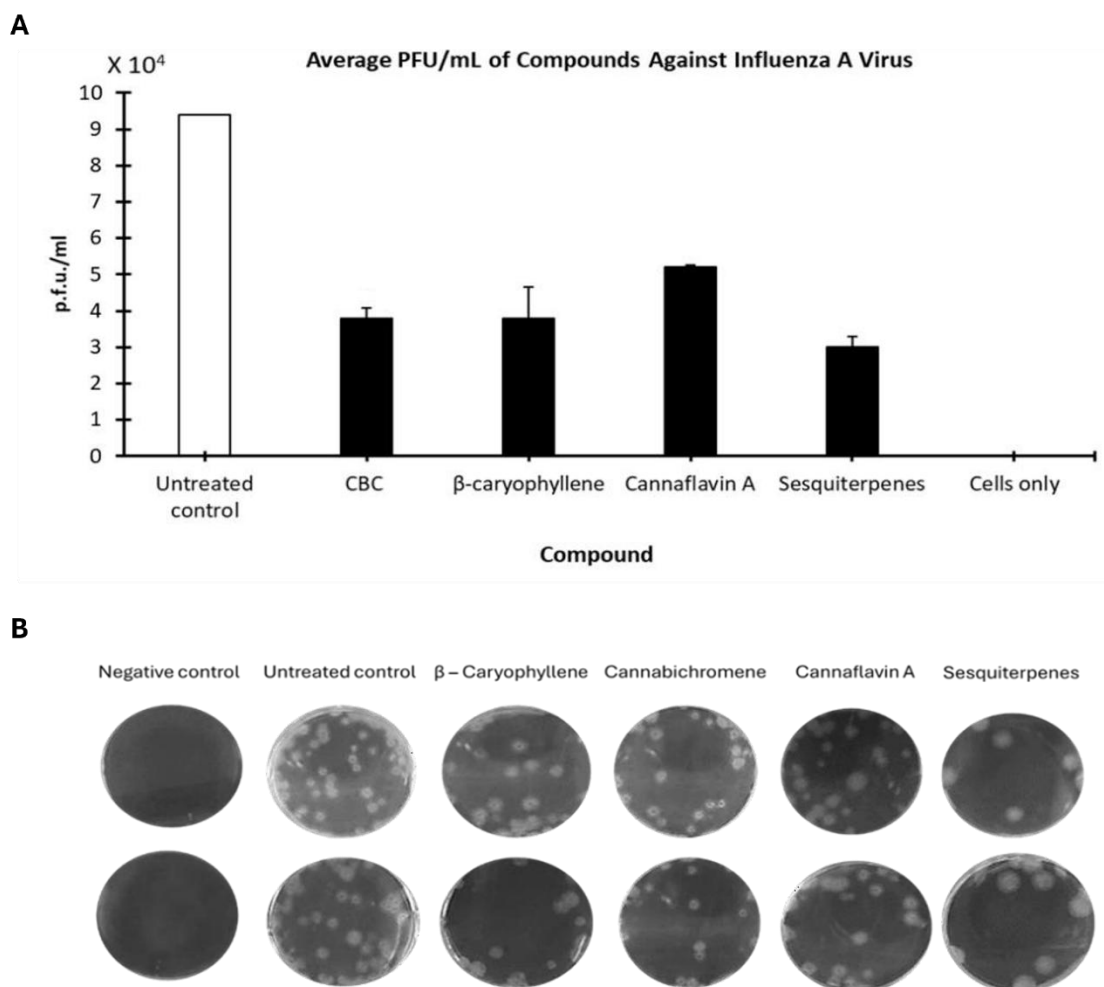 A
X 10⁴
Average PFU/mL of Compounds Against Influenza A Virus
10
9
8
7
6
5
4
3
2
1
0
p.f.u./ml
Untreated control
CBC
β-caryophyllene
Cannaflavin A
Sesquiterpenes
Cells only
Compound
B
Negative control
Untreated control
β – Caryophyllene
Cannabichromene
Cannaflavin A
Sesquiterpenes